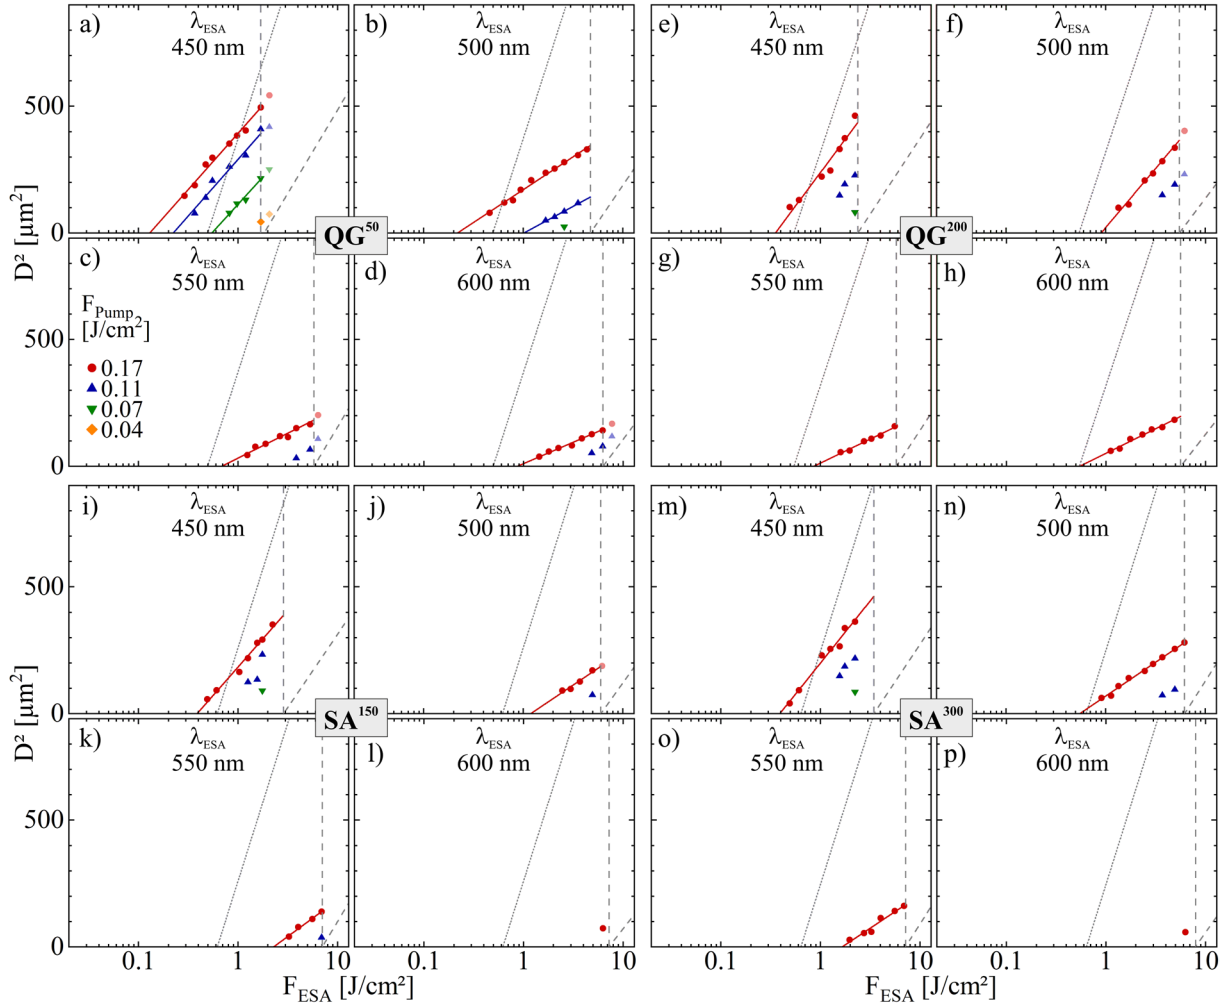 a) λESA 450 nm
b) λESA 500 nm
e) λESA 450 nm
f) λESA 500 nm
500
0
D² [µm²]
QG⁵⁰
QG²⁰⁰
c) λESA 550 nm
d) λESA 600 nm
g) λESA 550 nm
h) λESA 600 nm
FPump
[J/cm²]
0.17
0.11
0.07
0.04
500
0
i) λESA 450 nm
j) λESA 500 nm
m) λESA 450 nm
n) λESA 500 nm
500
0
D² [µm²]
SA¹⁵⁰
SA³⁰⁰
k) λESA 550 nm
l) λESA 600 nm
o) λESA 550 nm
p) λESA 600 nm
500
0
0.1 1 10 0.1 1 10 0.1 1 10 0.1 1 10
FESA [J/cm²] FESA [J/cm²]